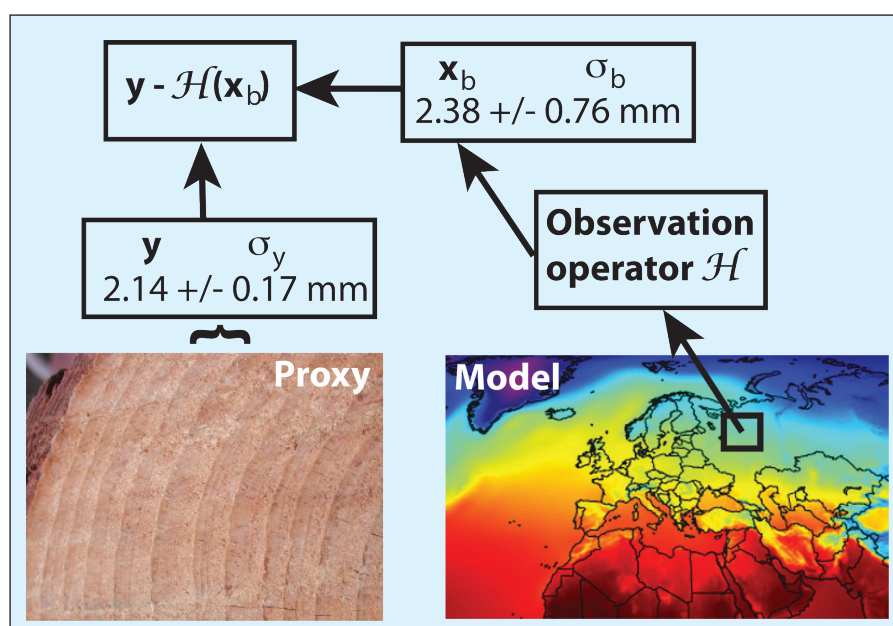 y - ℋ(x_b)
x_b σ_b
2.38 +/- 0.76 mm
y σ_y
2.14 +/- 0.17 mm
Observation
operator ℋ
Proxy
Model